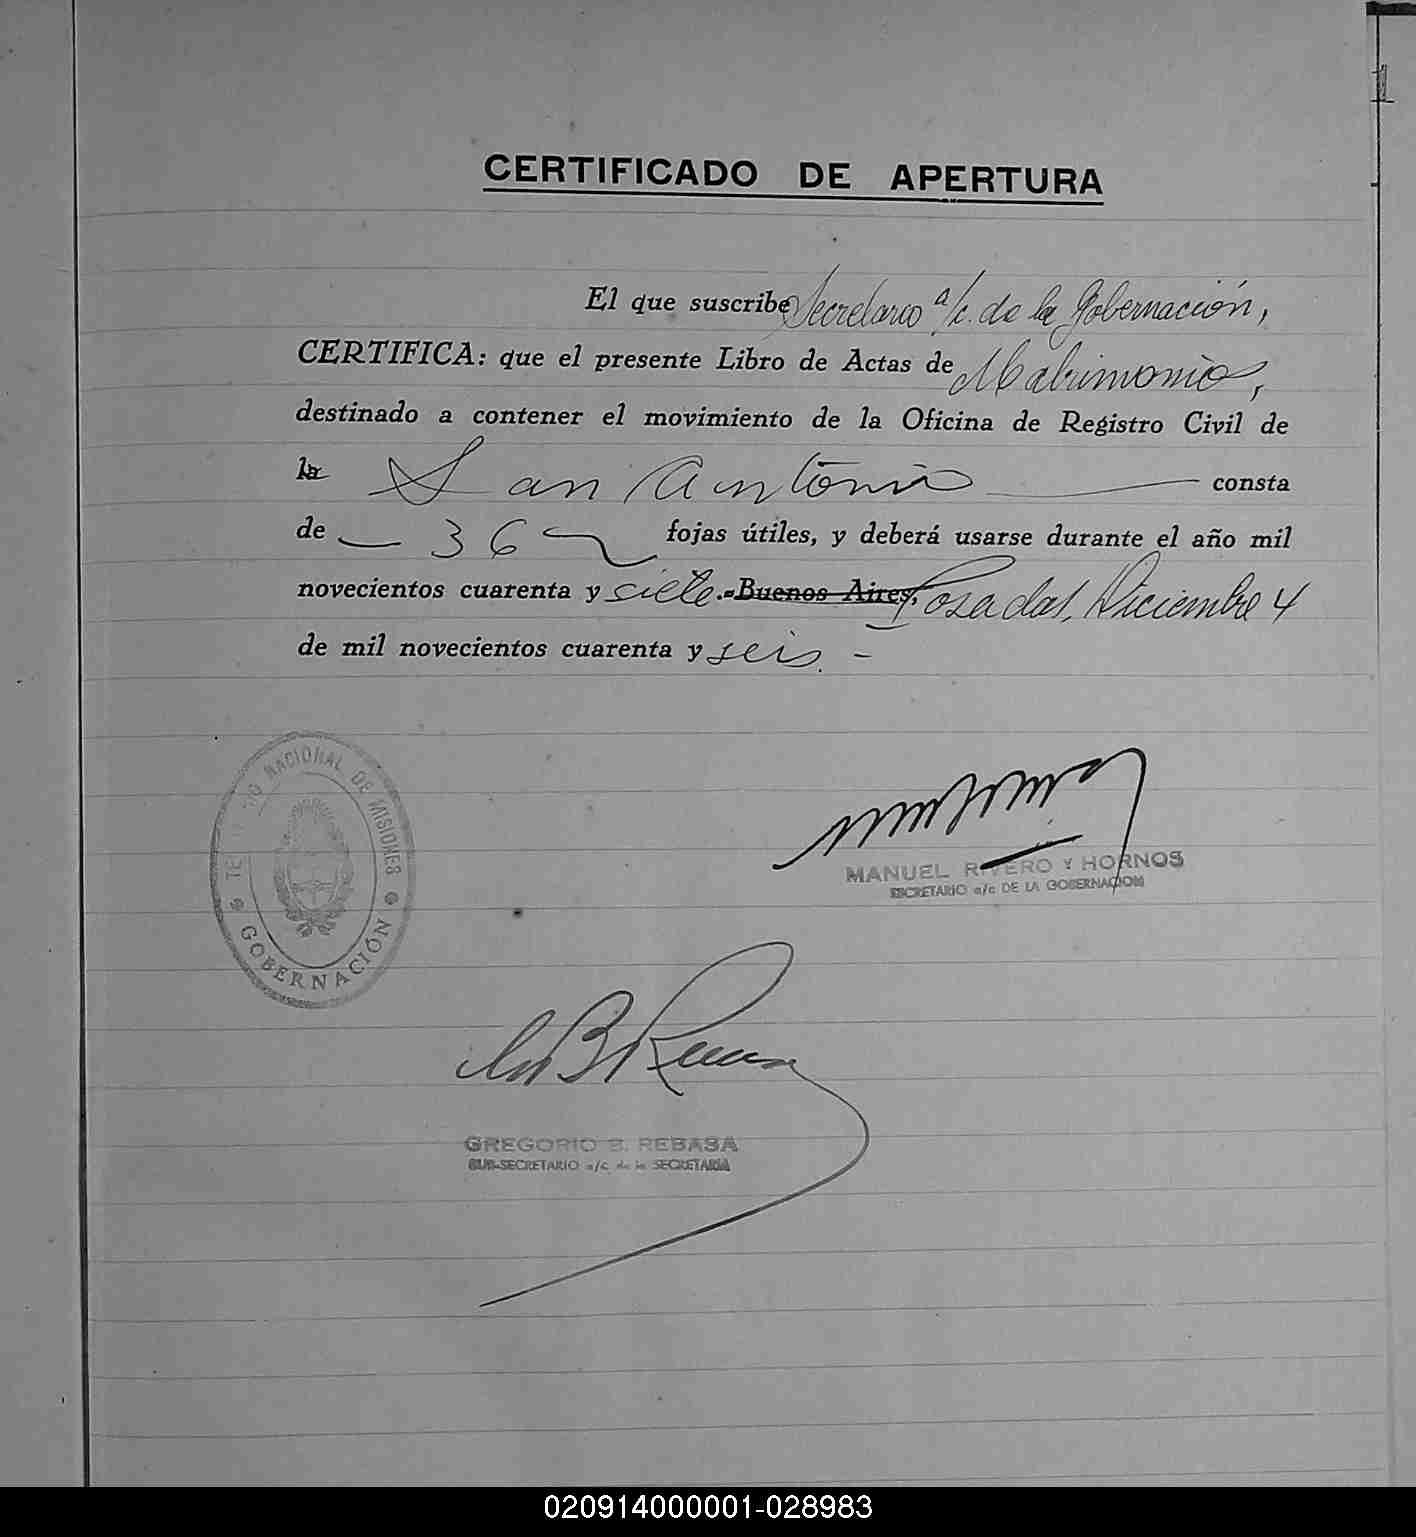 1
CERTIFICADO DE APERTURA
El que suscribe Secretario a/c. de la Gobernación,
CERTIFICA: que el presente Libro de Actas de Matrimonio,
destinado a contener el movimiento de la Oficina de Registro Civil de
la San Antonio consta
de — 36 fojas útiles, y deberá usarse durante el año mil
novecientos cuarenta y siete.-Buenos Aires, Posadas, Diciembre 4
de mil novecientos cuarenta y seis. -
TERRITORIO NACIONAL DE MISIONES
GOBERNACIÓN
MANUEL RIVERO Y HORNOS
SECRETARIO a/c DE LA GOBERNACION
GREGORIO B. REBASA
SUB-SECRETARIO a/c de la SECRETARIA
020914000001-028983